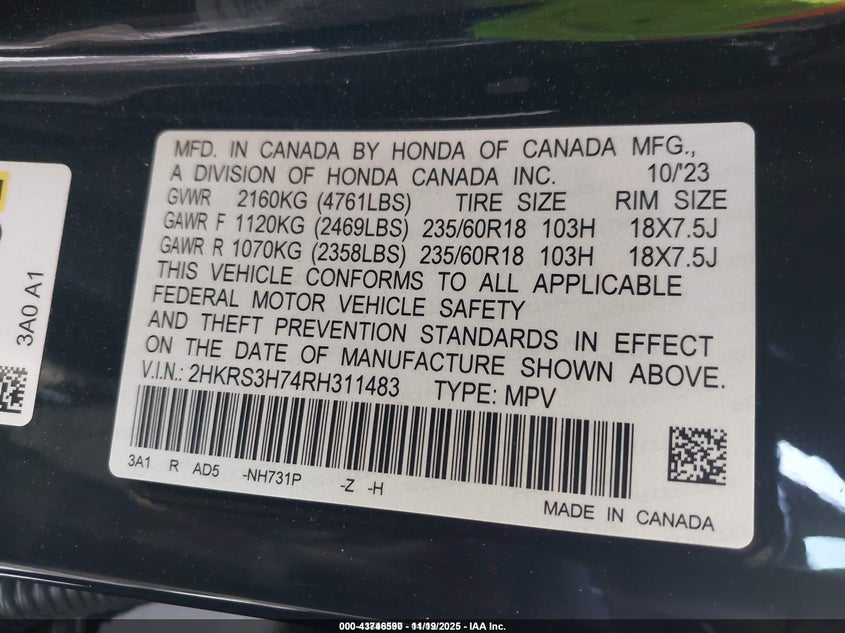 MFD. IN CANADA BY HONDA OF CANADA MFG.,
A DIVISION OF HONDA CANADA INC. 10/'23
GVWR 2160KG (4761LBS) TIRE SIZE RIM SIZE
GAWR F 1120KG (2469LBS) 235/60R18 103H 18X7.5J
GAWR R 1070KG (2358LBS) 235/60R18 103H 18X7.5J
THIS VEHICLE CONFORMS TO ALL APPLICABLE
FEDERAL MOTOR VEHICLE SAFETY
AND THEFT PREVENTION STANDARDS IN EFFECT
ON THE DATE OF MANUFACTURE SHOWN ABOVE.
V.I.N.: 2HKRS3H74RH311483 TYPE: MPV
3A1 R AD5 -NH731P -Z -H
MADE IN CANADA
3A0 A1
IAA Inc.